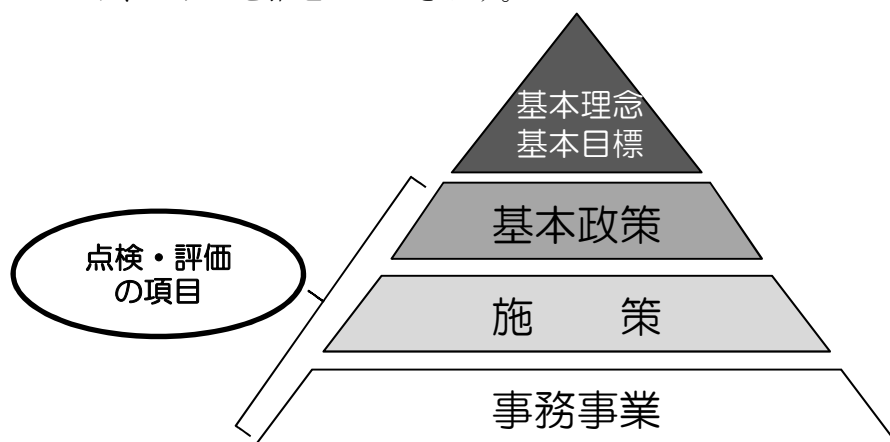 基本理念
基本目標
基本政策
点検・評価
の項目
施　　策
事務事業